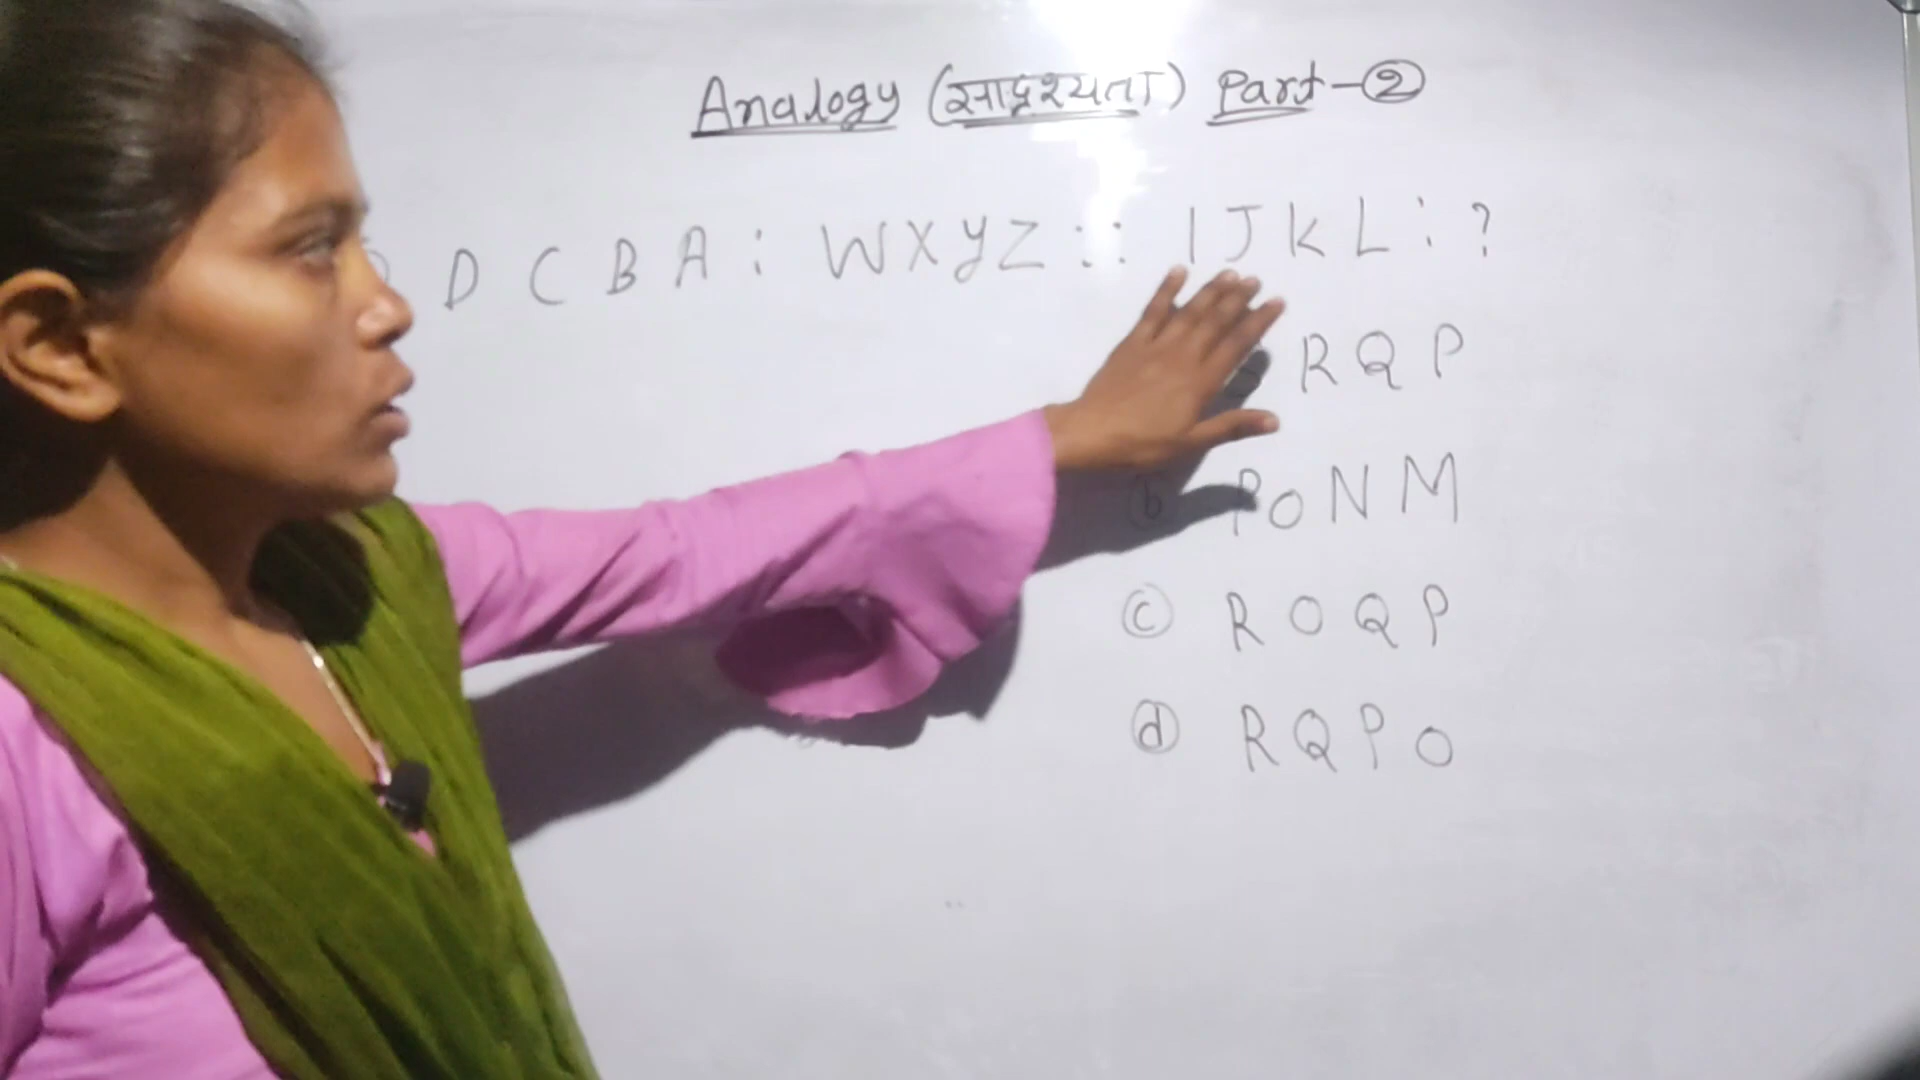 Analogy (सादृश्यता) Part-②
D C B A : W X Y Z :: I J K L : ?
R Q P
ⓑ P O N M
ⓒ R O Q P
ⓓ R Q P O